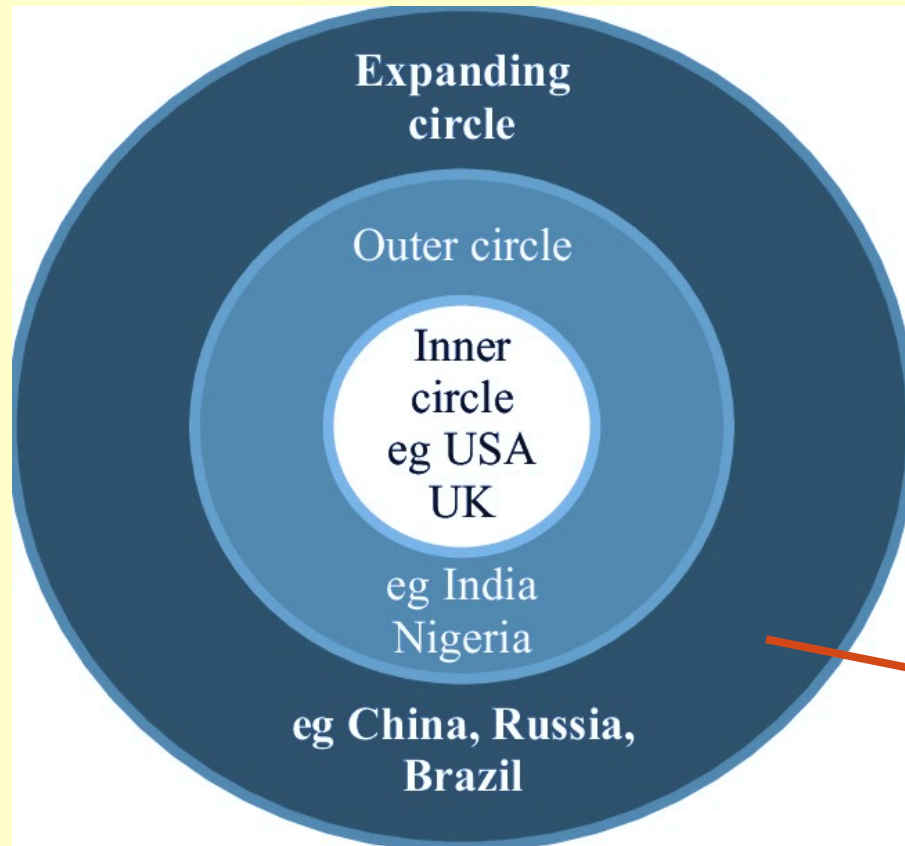 Expanding
circle
Outer circle
Inner
circle
eg USA
UK
eg India
Nigeria
eg China, Russia,
Brazil